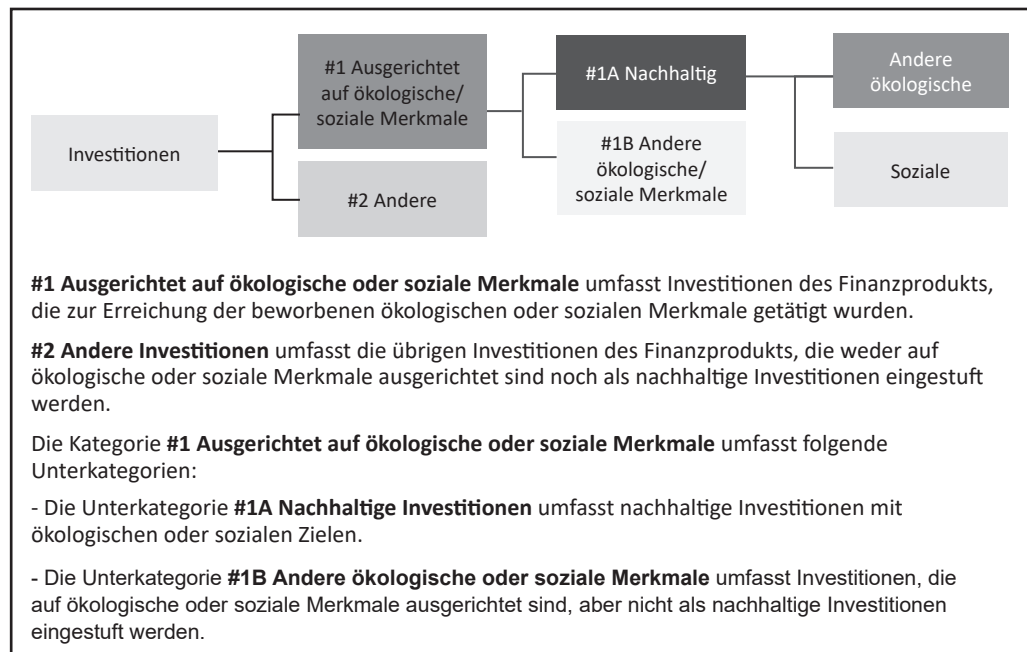 Investitionen
#1 Ausgerichtet
auf ökologische/
soziale Merkmale
#2 Andere
#1A Nachhaltig
#1B Andere
ökologische/
soziale Merkmale
Andere
ökologische
Soziale
#1 Ausgerichtet auf ökologische oder soziale Merkmale umfasst Investitionen des Finanzprodukts,
die zur Erreichung der beworbenen ökologischen oder sozialen Merkmale getätigt wurden.
#2 Andere Investitionen umfasst die übrigen Investitionen des Finanzprodukts, die weder auf
ökologische oder soziale Merkmale ausgerichtet sind noch als nachhaltige Investitionen eingestuft
werden.
Die Kategorie #1 Ausgerichtet auf ökologische oder soziale Merkmale umfasst folgende
Unterkategorien:
- Die Unterkategorie #1A Nachhaltige Investitionen umfasst nachhaltige Investitionen mit
ökologischen oder sozialen Zielen.
- Die Unterkategorie #1B Andere ökologische oder soziale Merkmale umfasst Investitionen, die
auf ökologische oder soziale Merkmale ausgerichtet sind, aber nicht als nachhaltige Investitionen
eingestuft werden.